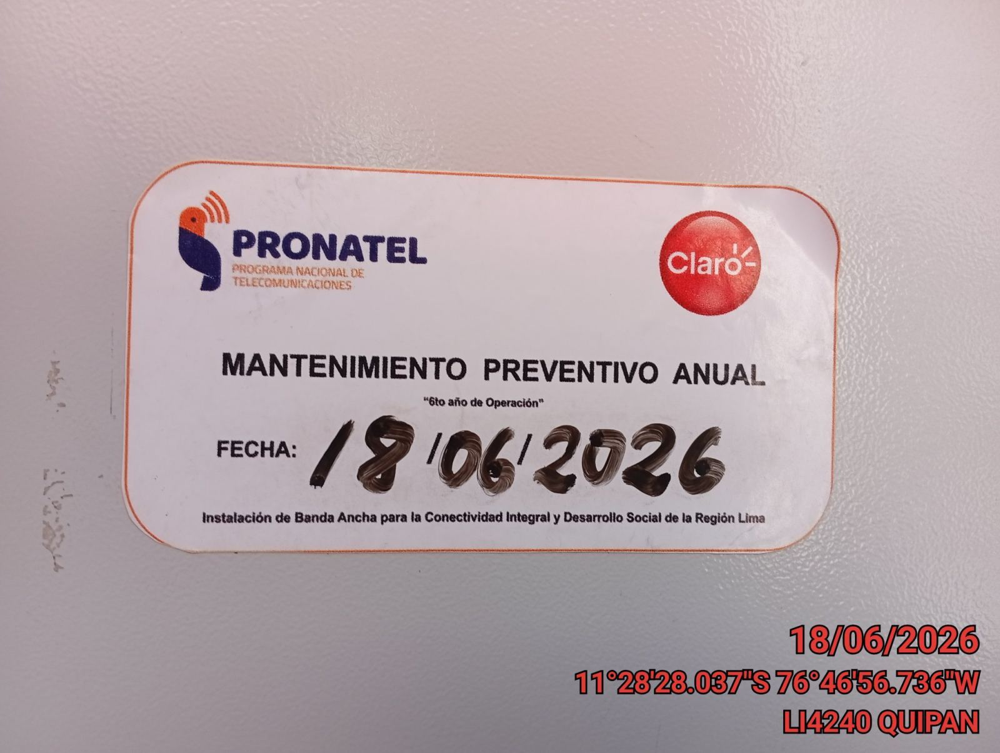 PRONATEL
PROGRAMA NACIONAL DE
TELECOMUNICACIONES
Claro
MANTENIMIENTO PREVENTIVO ANUAL
"6to año de Operación"
FECHA: 18/06/2026
Instalación de Banda Ancha para la Conectividad Integral y Desarrollo Social de la Región Lima
18/06/2026
11°28'28.037"S 76°46'56.736"W
LI4240 QUIPAN